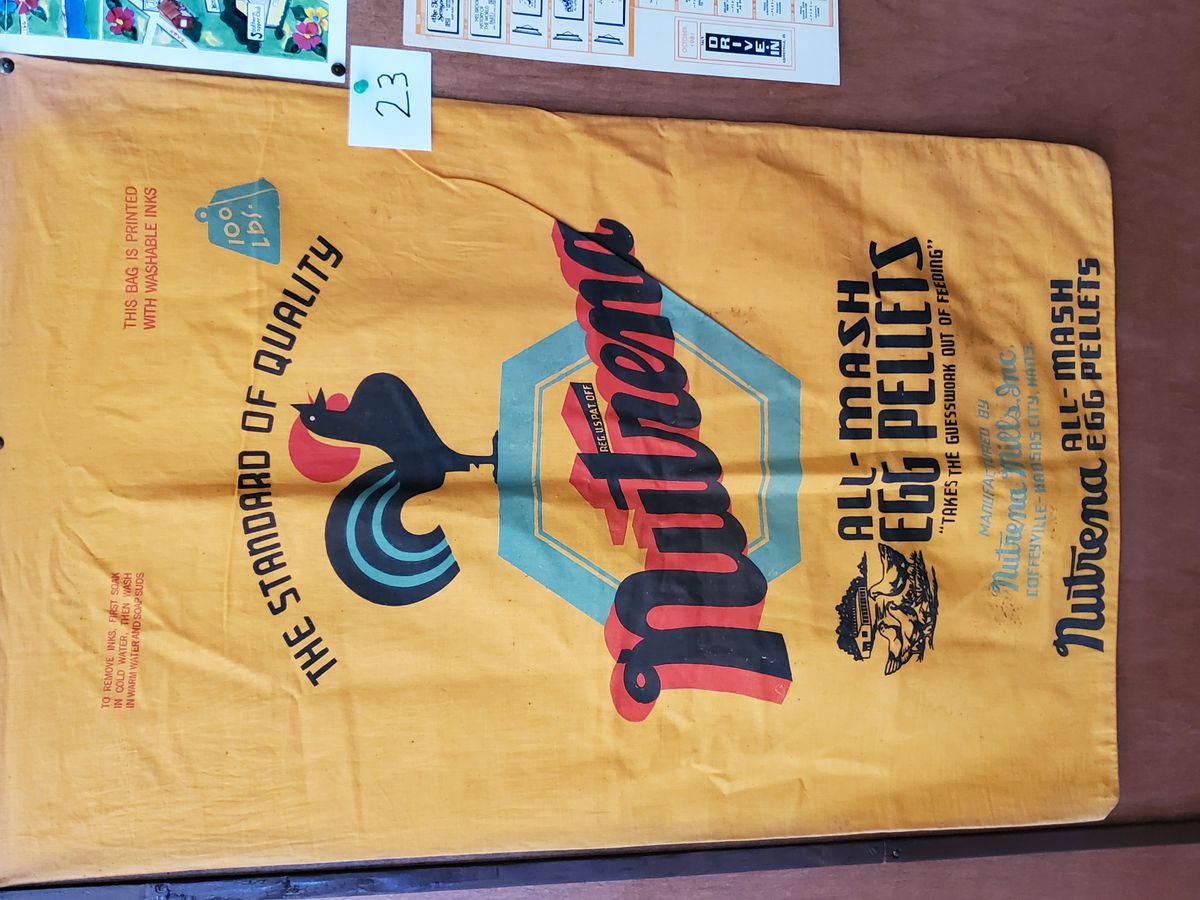 TO REMOVE INKS, FIRST SOAK
IN COLD WATER, THEN WASH
IN WARM WATER AND SOAP SUDS
THIS BAG IS PRINTED
WITH WASHABLE INKS
100
LBS.
THE STANDARD OF QUALITY
REG. U.S. PAT. OFF.
Nutrena
ALL-MASH
EGG PELLETS
"TAKES THE GUESSWORK OUT OF FEEDING"
MANUFACTURED BY
Nutrena Mills, Inc.
COFFEYVILLE-KANSAS CITY, KANS.
Nutrena ALL-MASH
EGG PELLETS
23
OCTOBER
DRIVE-IN
Supper Club